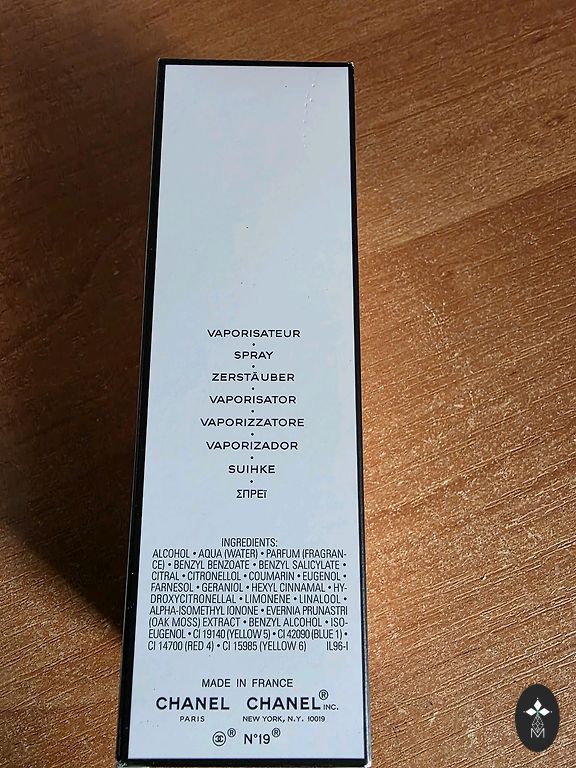 VAPORISATEUR
•
SPRAY
•
ZERSTÄUBER
•
VAPORISATOR
•
VAPORIZZATORE
•
VAPORIZADOR
•
SUIHKE
•
ΣΠΡΕΪ
INGREDIENTS:
ALCOHOL • AQUA (WATER) • PARFUM (FRAGRAN-
CE) • BENZYL BENZOATE • BENZYL SALICYLATE •
CITRAL • CITRONELLOL • COUMARIN • EUGENOL •
FARNESOL • GERANIOL • HEXYL CINNAMAL • HY-
DROXYCITRONELLAL • LIMONENE • LINALOOL •
ALPHA-ISOMETHYL IONONE • EVERNIA PRUNASTRI
(OAK MOSS) EXTRACT • BENZYL ALCOHOL • ISO-
EUGENOL • CI 19140 (YELLOW 5) • CI 42090 (BLUE 1) •
CI 14700 (RED 4) • CI 15985 (YELLOW 6) IL96-I
MADE IN FRANCE
CHANEL CHANEL® INC.
PARIS NEW YORK, N.Y. 10019
® N°19®
M